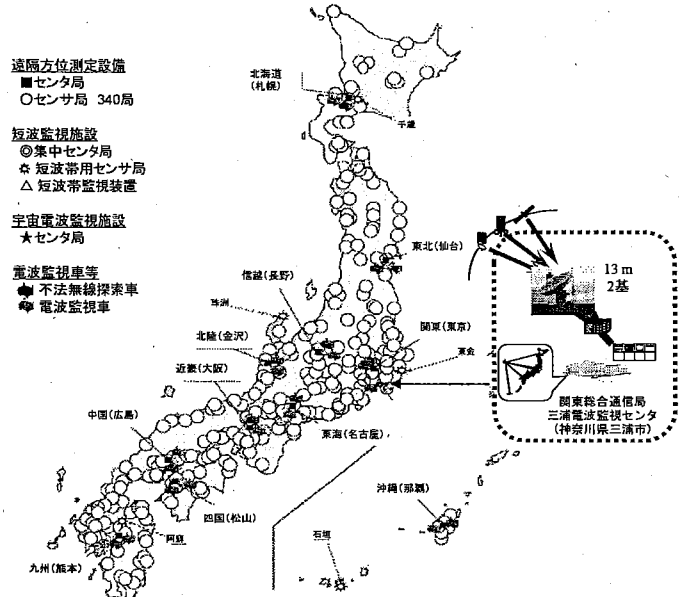 遠隔方位測定設備
■センタ局
○センサ局 340局
短波監視施設
◎集中センタ局
☼ 短波帯用センサ局
△ 短波帯監視装置
宇宙電波監視施設
★センタ局
電波監視車等
不法無線探索車
電波監視車
北海道
(札幌)
千歳
東北(仙台)
信越(長野)
珠洲
北陸(金沢)
関東(東京)
東金
近畿(大阪)
中国(広島)
東海(名古屋)
四国(松山)
阿蘇
九州(熊本)
沖縄(那覇)
石垣
13m
2基
関東総合通信局
三浦電波監視センタ
(神奈川県三浦市)